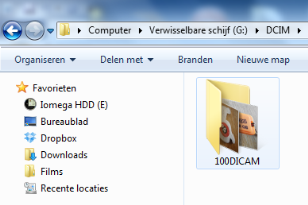 Computer ▸ Verwisselbare schijf (G:) ▸ DCIM ▸
Organiseren Delen met Branden Nieuwe map
Favorieten
Iomega HDD (E)
Bureaublad
Dropbox
Downloads
Films
Recente locaties
100DICAM